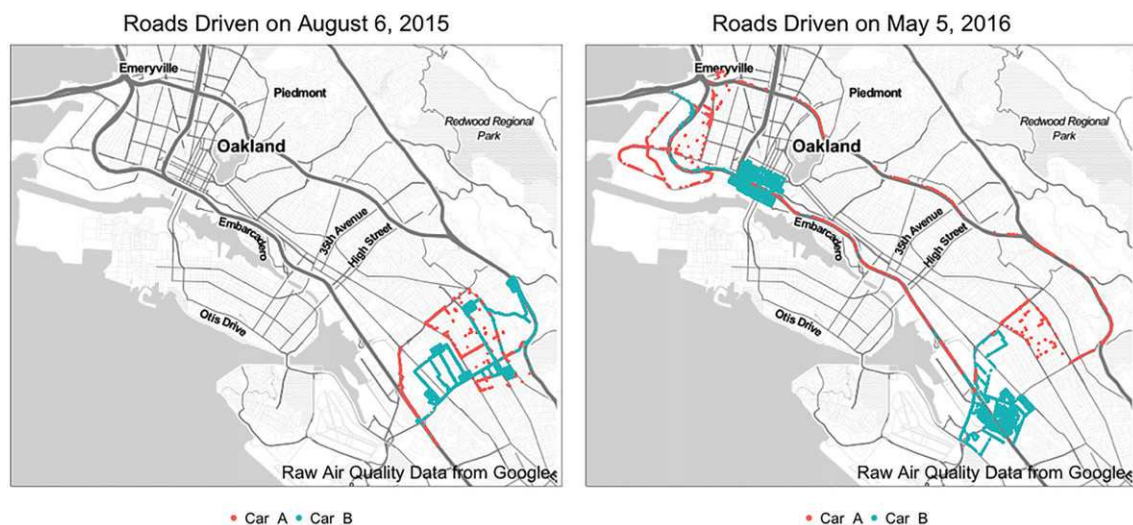 Roads Driven on August 6, 2015
Emeryville
Piedmont
Redwood Regional
Park
Oakland
35th Avenue
High Street
Embarcadero
Otis Drive
Raw Air Quality Data from Google
Car A Car B
Roads Driven on May 5, 2016
Emeryville
Piedmont
Redwood Regional
Park
Oakland
35th Avenue
High Street
Embarcadero
Otis Drive
Raw Air Quality Data from Google
Car A Car B